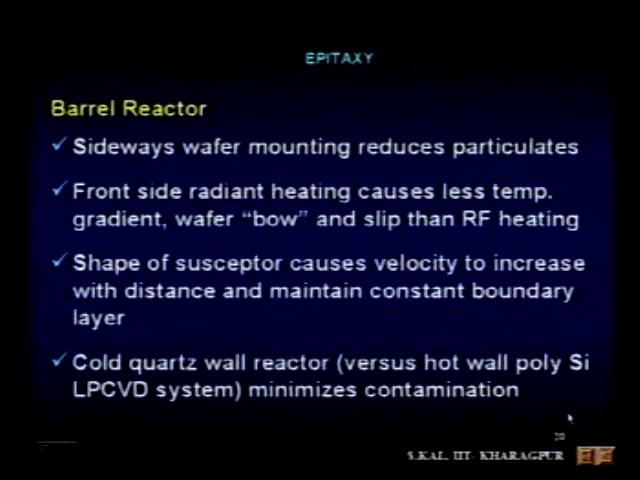 EPITAXY
Barrel Reactor
✓ Sideways wafer mounting reduces particulates
✓ Front side radiant heating causes less temp.
gradient, wafer “bow” and slip than RF heating
✓ Shape of susceptor causes velocity to increase
with distance and maintain constant boundary
layer
✓ Cold quartz wall reactor (versus hot wall poly Si
LPCVD system) minimizes contamination
20
S.KAL, IIT- KHARAGPUR